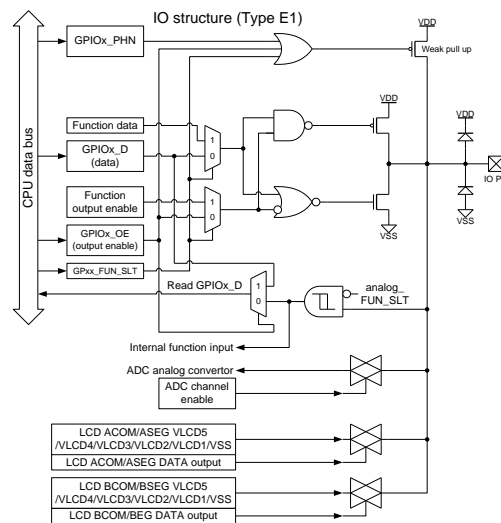 IO structure (Type E1)
CPU data bus
GPIOx_PHN
VDD
Weak pull up
Function data
GPIOx_D
(data)
1
0
VDD
VDD
IO P
Function
output enable
1
0
GPIOx_OE
(output enable)
VSS
VSS
GPxx_FUN_SLT
Read GPIOx_D
1
0
analog_
FUN_SLT
Internal function input
ADC analog convertor
ADC channel
enable
LCD ACOM/ASEG VLCD5
/VLCD4/VLCD3/VLCD2/VLCD1/VSS
LCD ACOM/ASEG DATA output
LCD BCOM/BSEG VLCD5
/VLCD4/VLCD3/VLCD2/VLCD1/VSS
LCD BCOM/BEG DATA output